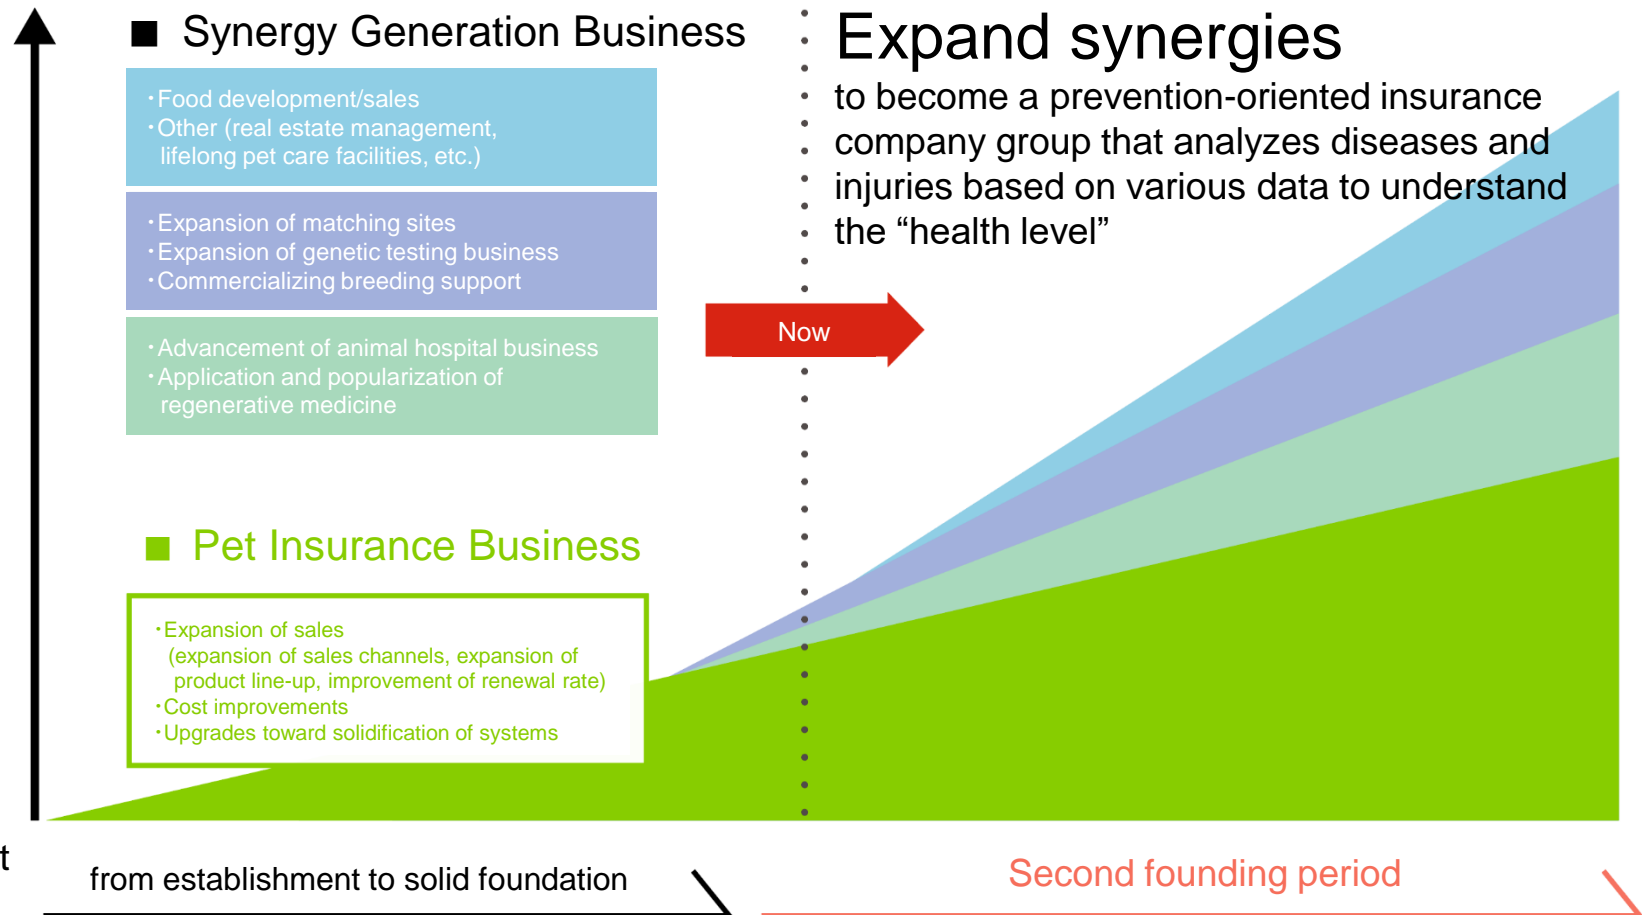 ■ Synergy Generation Business
・Food development/sales
・Other (real estate management,
lifelong pet care facilities, etc.)
・Expansion of matching sites
・Expansion of genetic testing business
・Commercializing breeding support
・Advancement of animal hospital business
・Application and popularization of
regenerative medicine
■ Pet Insurance Business
・Expansion of sales
(expansion of sales channels, expansion of
product line-up, improvement of renewal rate)
・Cost improvements
・Upgrades toward solidification of systems
Expand synergies
to become a prevention-oriented insurance
company group that analyzes diseases and
injuries based on various data to understand
the “health level”
Now
t
from establishment to solid foundation
Second founding period